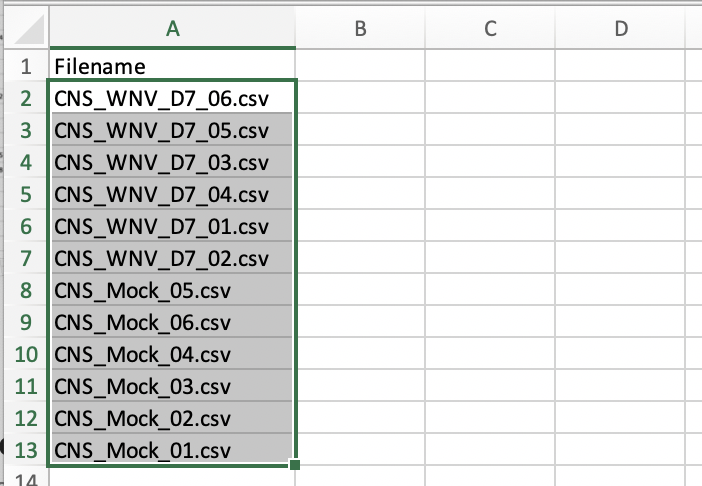 A B C D
1 Filename
2 CNS_WNV_D7_06.csv
3 CNS_WNV_D7_05.csv
4 CNS_WNV_D7_03.csv
5 CNS_WNV_D7_04.csv
6 CNS_WNV_D7_01.csv
7 CNS_WNV_D7_02.csv
8 CNS_Mock_05.csv
9 CNS_Mock_06.csv
10 CNS_Mock_04.csv
11 CNS_Mock_03.csv
12 CNS_Mock_02.csv
13 CNS_Mock_01.csv
14